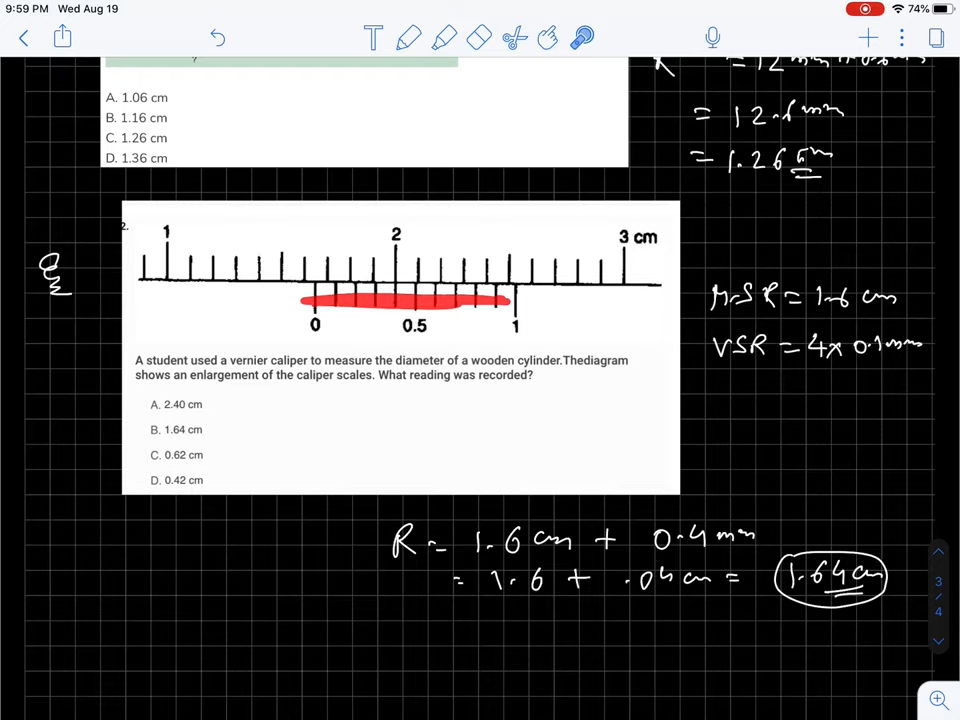 9:59 PM Wed Aug 19
74%
A. 1.06 cm
B. 1.16 cm
C. 1.26 cm
D. 1.36 cm
= 12 mm
= 12.6 mm
= 1.26 cm
2.
1 2 3 cm
0 0.5 1
M.S R = 1.6 cm
VSR = 4 x 0.1 mm
A student used a vernier caliper to measure the diameter of a wooden cylinder.Thediagram
shows an enlargement of the caliper scales. What reading was recorded?
A. 2.40 cm
B. 1.64 cm
C. 0.62 cm
D. 0.42 cm
R = 1.6 cm + 0.4 mm
= 1.6 + .04 cm = 1.64 cm
3
/
4